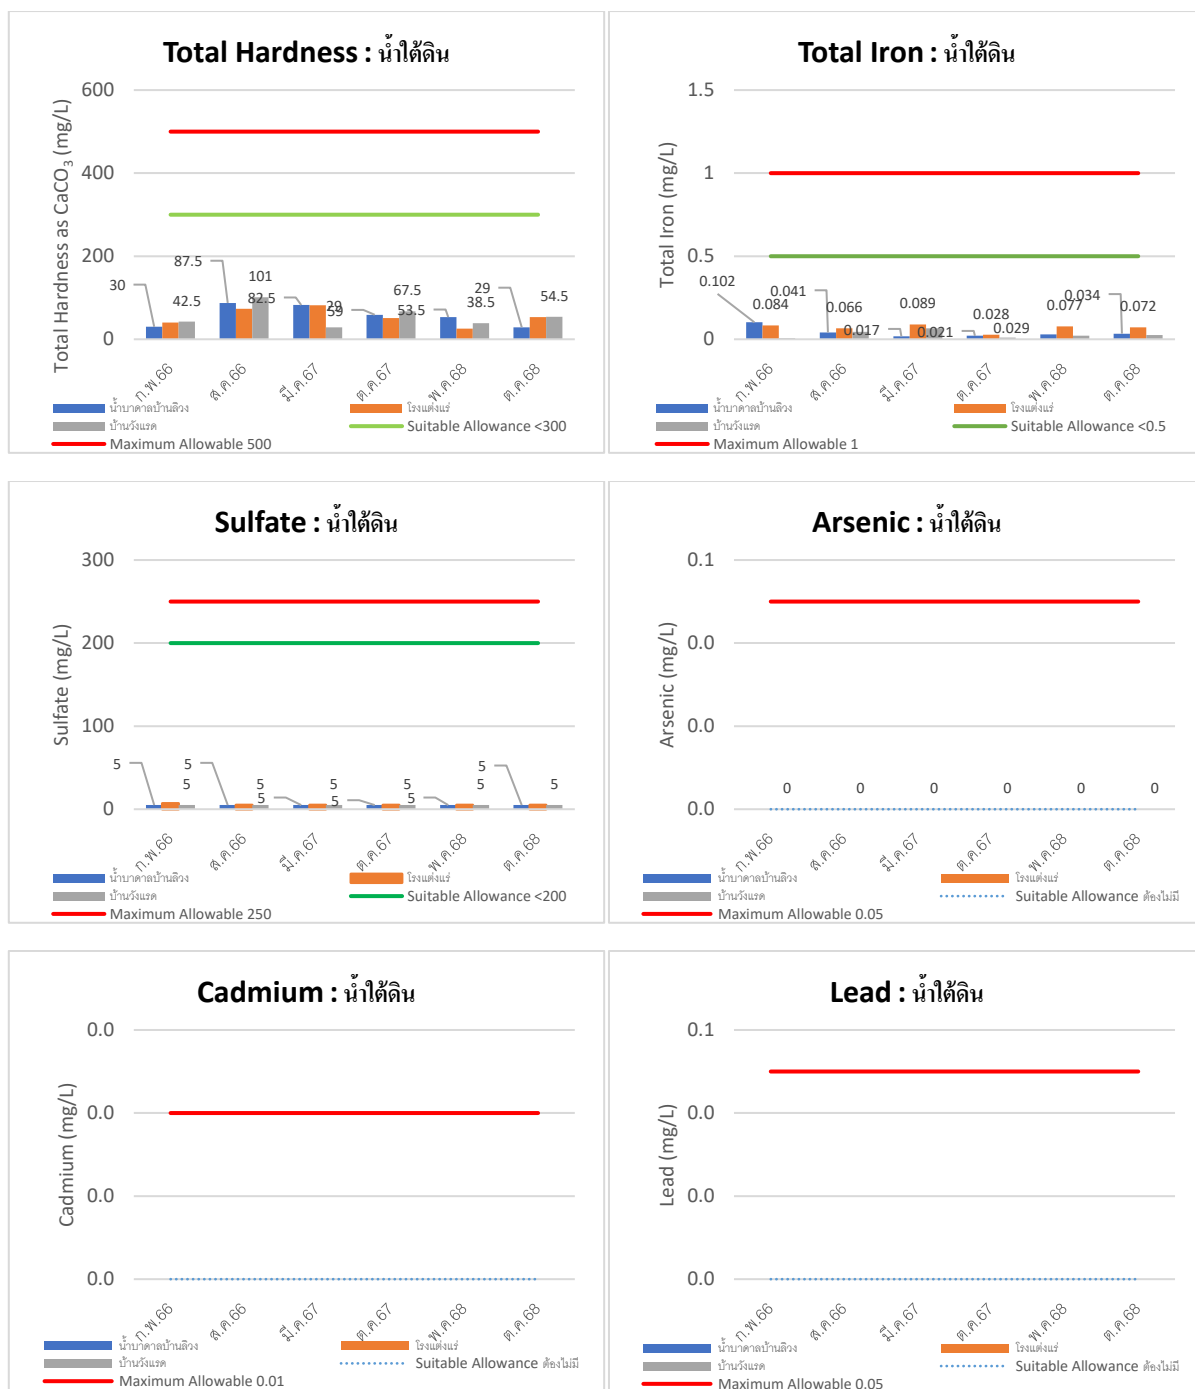 Total Hardness : น้ำใต้ดิน
Total Hardness as CaCO3 (mg/L)
600
400
200
0
30
42.5
87.5
82.5
101
29
59
67.5
53.5
38.5
29
54.5
ก.พ.66
ส.ค.66
มี.ค.67
ต.ค.67
พ.ค.68
ต.ค.68
น้ำบาดาลบ้านลิวง
โรงแต่งแร่
บ้านวังแรด
Suitable Allowance <300
Maximum Allowable 500
Total Iron : น้ำใต้ดิน
Total Iron (mg/L)
1.5
1
0.5
0
0.102
0.084
0.041
0.066
0.017
0.089
0.021
0.028
0.029
0.077
0.034
0.072
ก.พ.66
ส.ค.66
มี.ค.67
ต.ค.67
พ.ค.68
ต.ค.68
น้ำบาดาลบ้านลิวง
โรงแต่งแร่
บ้านวังแรด
Suitable Allowance <0.5
Maximum Allowable 1
Sulfate : น้ำใต้ดิน
Sulfate (mg/L)
300
200
100
0
5
5
5
5
5
5
5
5
5
5
5
5
ก.พ.66
ส.ค.66
มี.ค.67
ต.ค.67
พ.ค.68
ต.ค.68
น้ำบาดาลบ้านลิวง
โรงแต่งแร่
บ้านวังแรด
Suitable Allowance <200
Maximum Allowable 250
Arsenic : น้ำใต้ดิน
Arsenic (mg/L)
0.1
0.0
0.0
0.0
0
0
0
0
0
0
ก.พ.66
ส.ค.66
มี.ค.67
ต.ค.67
พ.ค.68
ต.ค.68
น้ำบาดาลบ้านลิวง
โรงแต่งแร่
บ้านวังแรด
Suitable Allowance ต้องไม่มี
Maximum Allowable 0.05
Cadmium : น้ำใต้ดิน
Cadmium (mg/L)
0.0
0.0
0.0
0.0
ก.พ.66
ส.ค.66
มี.ค.67
ต.ค.67
พ.ค.68
ต.ค.68
น้ำบาดาลบ้านลิวง
โรงแต่งแร่
บ้านวังแรด
Suitable Allowance ต้องไม่มี
Maximum Allowable 0.01
Lead : น้ำใต้ดิน
Lead (mg/L)
0.1
0.0
0.0
0.0
ก.พ.66
ส.ค.66
มี.ค.67
ต.ค.67
พ.ค.68
ต.ค.68
น้ำบาดาลบ้านลิวง
โรงแต่งแร่
บ้านวังแรด
Suitable Allowance ต้องไม่มี
Maximum Allowable 0.05